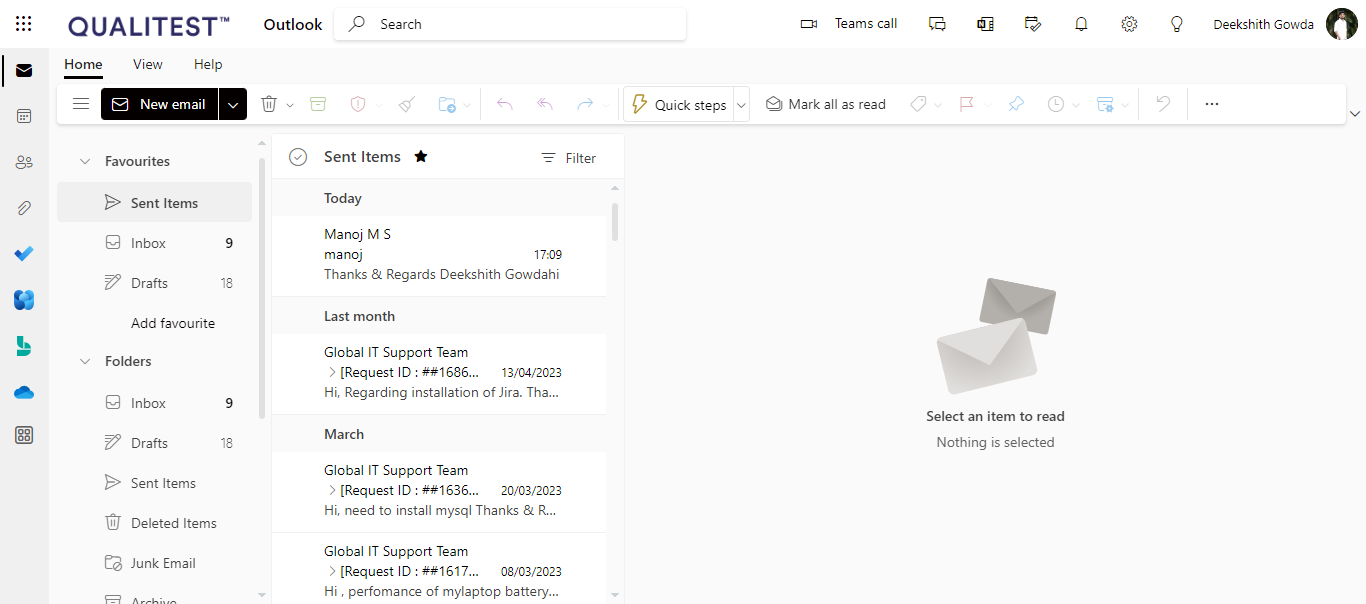 QUALITEST™
Outlook
Search
Teams call
Deekshith Gowda
Home
View
Help
New email
Quick steps
Mark all as read
Favourites
Sent Items
Inbox 9
Drafts 18
Add favourite
Folders
Inbox 9
Drafts 18
Sent Items
Deleted Items
Junk Email
Archive
Sent Items
Filter
Today
Manoj M S
manoj 17:09
Thanks & Regards Deekshith Gowdahi
Last month
Global IT Support Team
[Request ID : ##1686... 13/04/2023
Hi, Regarding installation of Jira. Tha...
March
Global IT Support Team
[Request ID : ##1636... 20/03/2023
Hi, need to install mysql Thanks & R...
Global IT Support Team
[Request ID : ##1617... 08/03/2023
Hi , perfomance of mylaptop battery...
Select an item to read
Nothing is selected